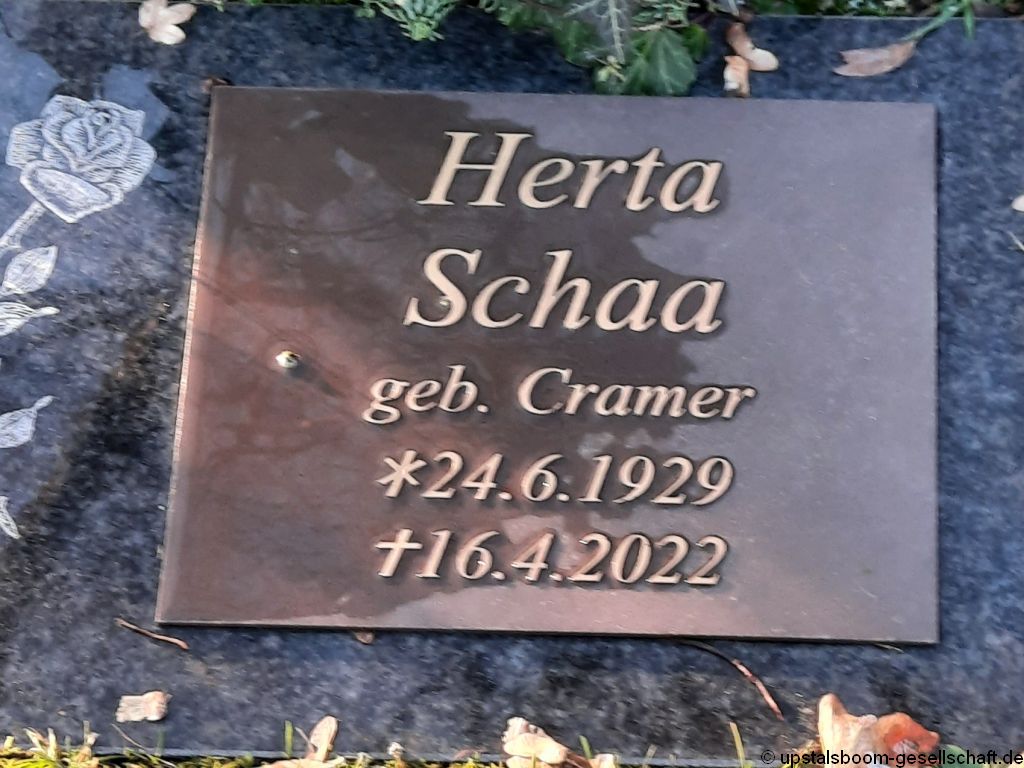 Herta
Schaa
geb. Cramer
*24.6.1929
†16.4.2022
© upstalsboom-gesellschaft.de